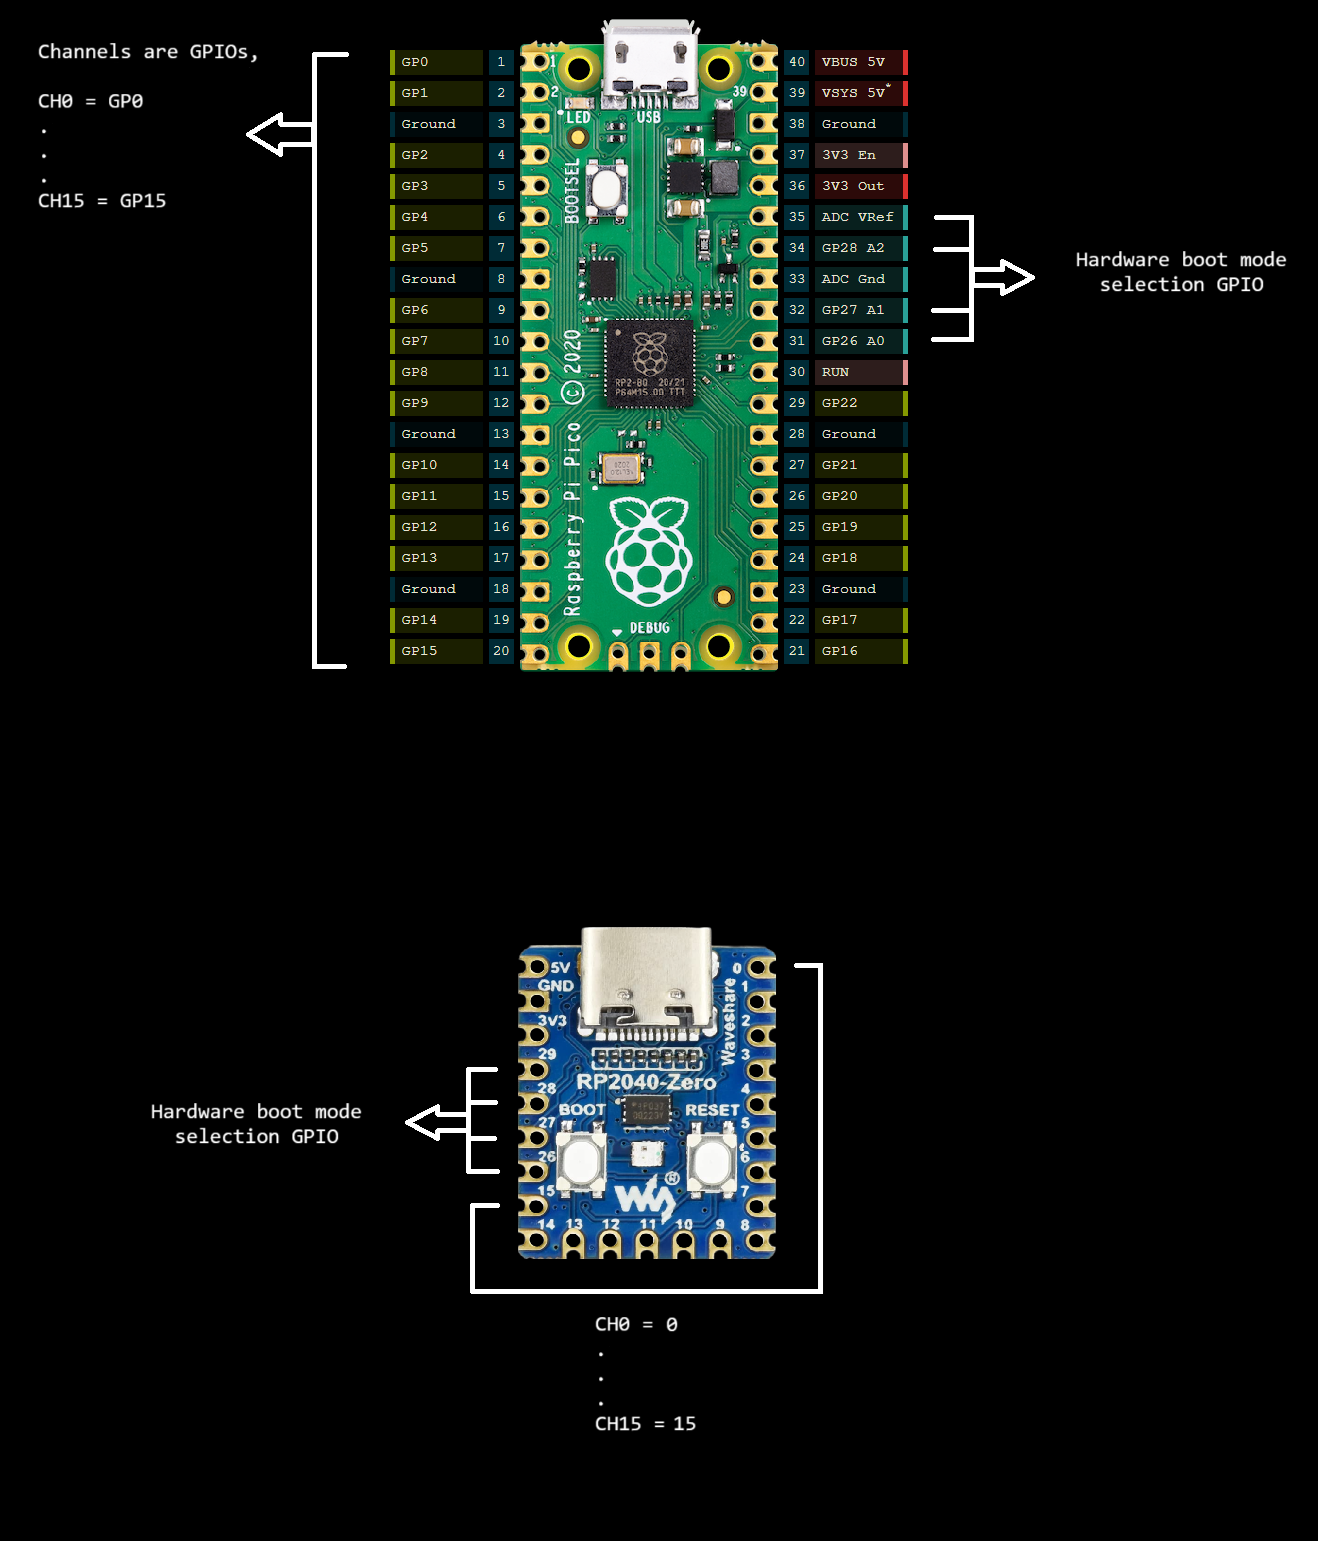 Channels are GPIOs,
CH0 = GP0
.
.
.
CH15 = GP15
GP0 1
GP1 2
Ground 3
GP2 4
GP3 5
GP4 6
GP5 7
Ground 8
GP6 9
GP7 10
GP8 11
GP9 12
Ground 13
GP10 14
GP11 15
GP12 16
GP13 17
Ground 18
GP14 19
GP15 20
1
2
39
LED
USB
BOOTSEL
Raspberry Pi Pico © 2020
RP2-B0 20/21
P64M15.00 TTT
DEBUG
40 VBUS 5V
39 VSYS 5V*
38 Ground
37 3V3 En
36 3V3 Out
35 ADC VRef
34 GP28 A2
33 ADC Gnd
32 GP27 A1
31 GP26 A0
30 RUN
29 GP22
28 Ground
27 GP21
26 GP20
25 GP19
24 GP18
23 Ground
22 GP17
21 GP16
Hardware boot mode
selection GPIO
Hardware boot mode
selection GPIO
5V
GND
3V3
29
28
27
26
15
14 13 12 11 10 9 8
0
1
2
3
4
5
6
7
Waveshare
RP2040-Zero
BOOT
RESET
®
CH0 = 0
.
.
.
CH15 = 15